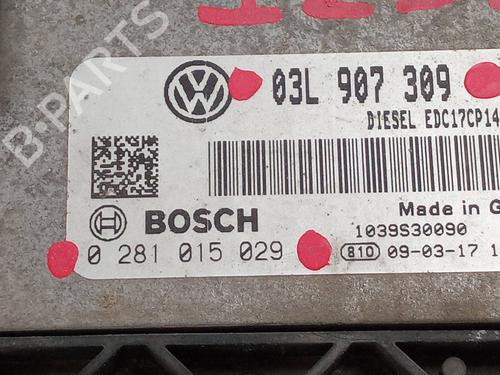 B-PARTS
VW
03L 907 309
DIESEL EDC17CP14
BOSCH
Made in G
0 281 015 029
1039S30090
810 09-03-17 1